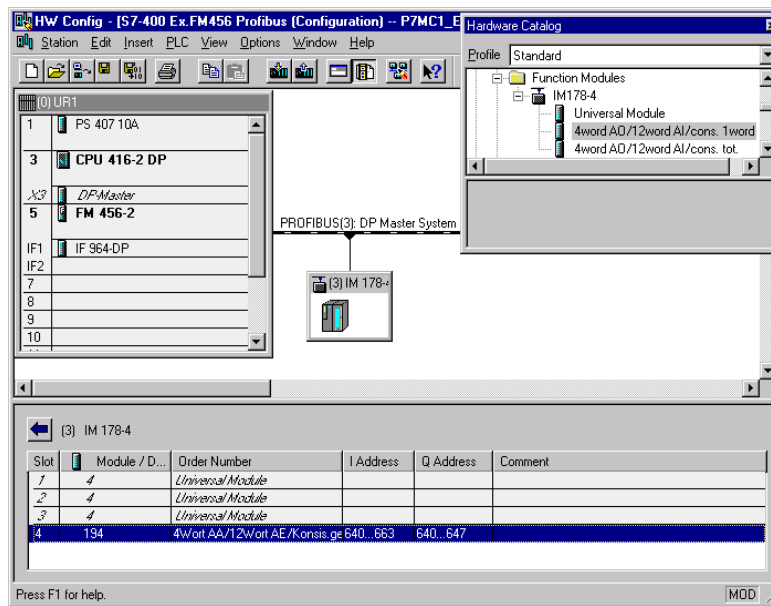 HW Config - [S7-400 Ex.FM456 Profibus (Configuration) -- P7MC1_E
Station Edit Insert PLC View Options Window Help
Hardware Catalog
Profile Standard
Function Modules
IM178-4
Universal Module
4word AO/12word AI/cons. 1word
4word AO/12word AI/cons. tot.
(0) UR1
1 PS 407 10A
3 CPU 416-2 DP
X3 DP-Master
5 FM 456-2
IF1 IF 964-DP
IF2
7
8
9
10
PROFIBUS(3): DP Master System
(3) IM 178-4
(3) IM 178-4
Slot Module / D... Order Number I Address Q Address Comment
1 4 Universal Module
2 4 Universal Module
3 4 Universal Module
4 194 4Wort AA/12Wort AE/Konsis.ge 640...663 640...647
Press F1 for help. MOD